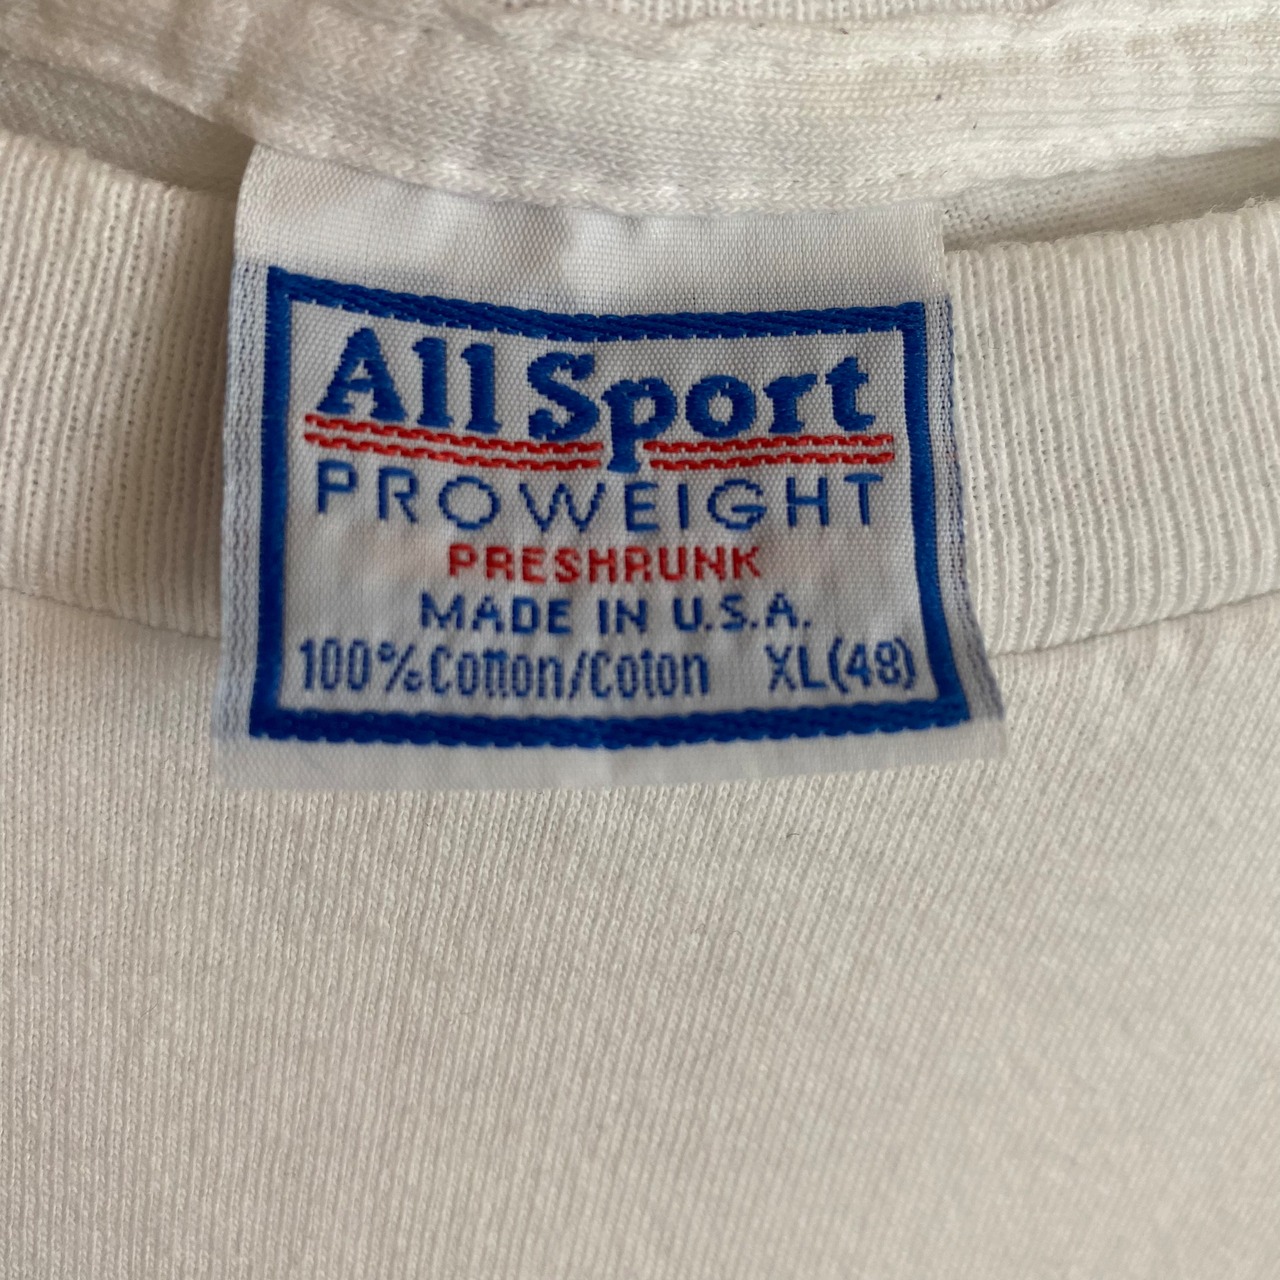 All Sport
PROWEIGHT
PRESHRUNK
MADE IN U.S.A.
100% Cotton/Coton XL(48)